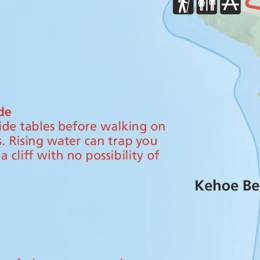 de
ide tables before walking on
s. Rising water can trap you
a cliff with no possibility of
Kehoe Be